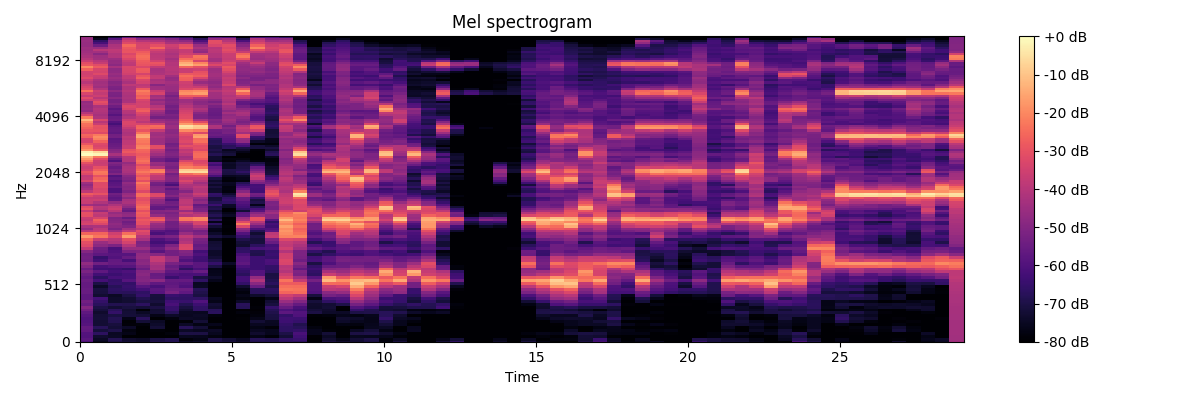 Mel spectrogram
8192
4096
2048
1024
512
0
Hz
0 5 10 15 20 25
Time
+0 dB
-10 dB
-20 dB
-30 dB
-40 dB
-50 dB
-60 dB
-70 dB
-80 dB